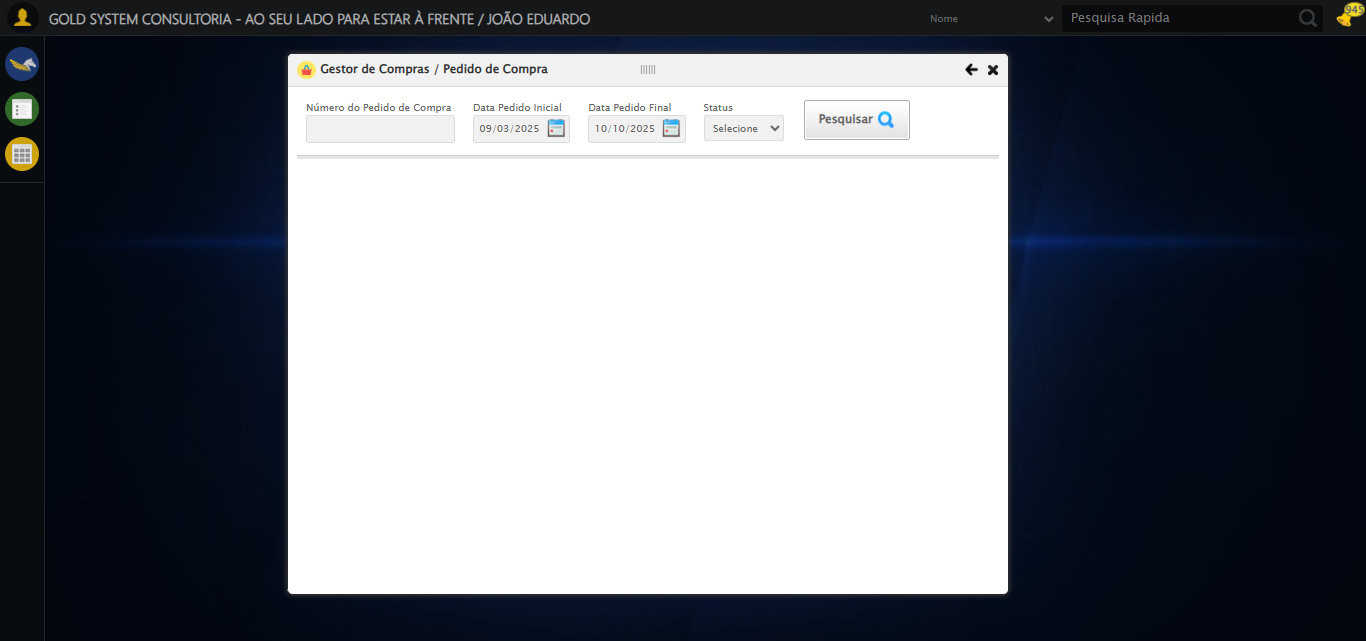 GOLD SYSTEM CONSULTORIA - AO SEU LADO PARA ESTAR À FRENTE / JOÃO EDUARDO
Nome
Pesquisa Rapida
945
Gestor de Compras / Pedido de Compra
Número do Pedido de Compra
Data Pedido Inicial
Data Pedido Final
Status
09/03/2025
10/10/2025
Selecione
Pesquisar